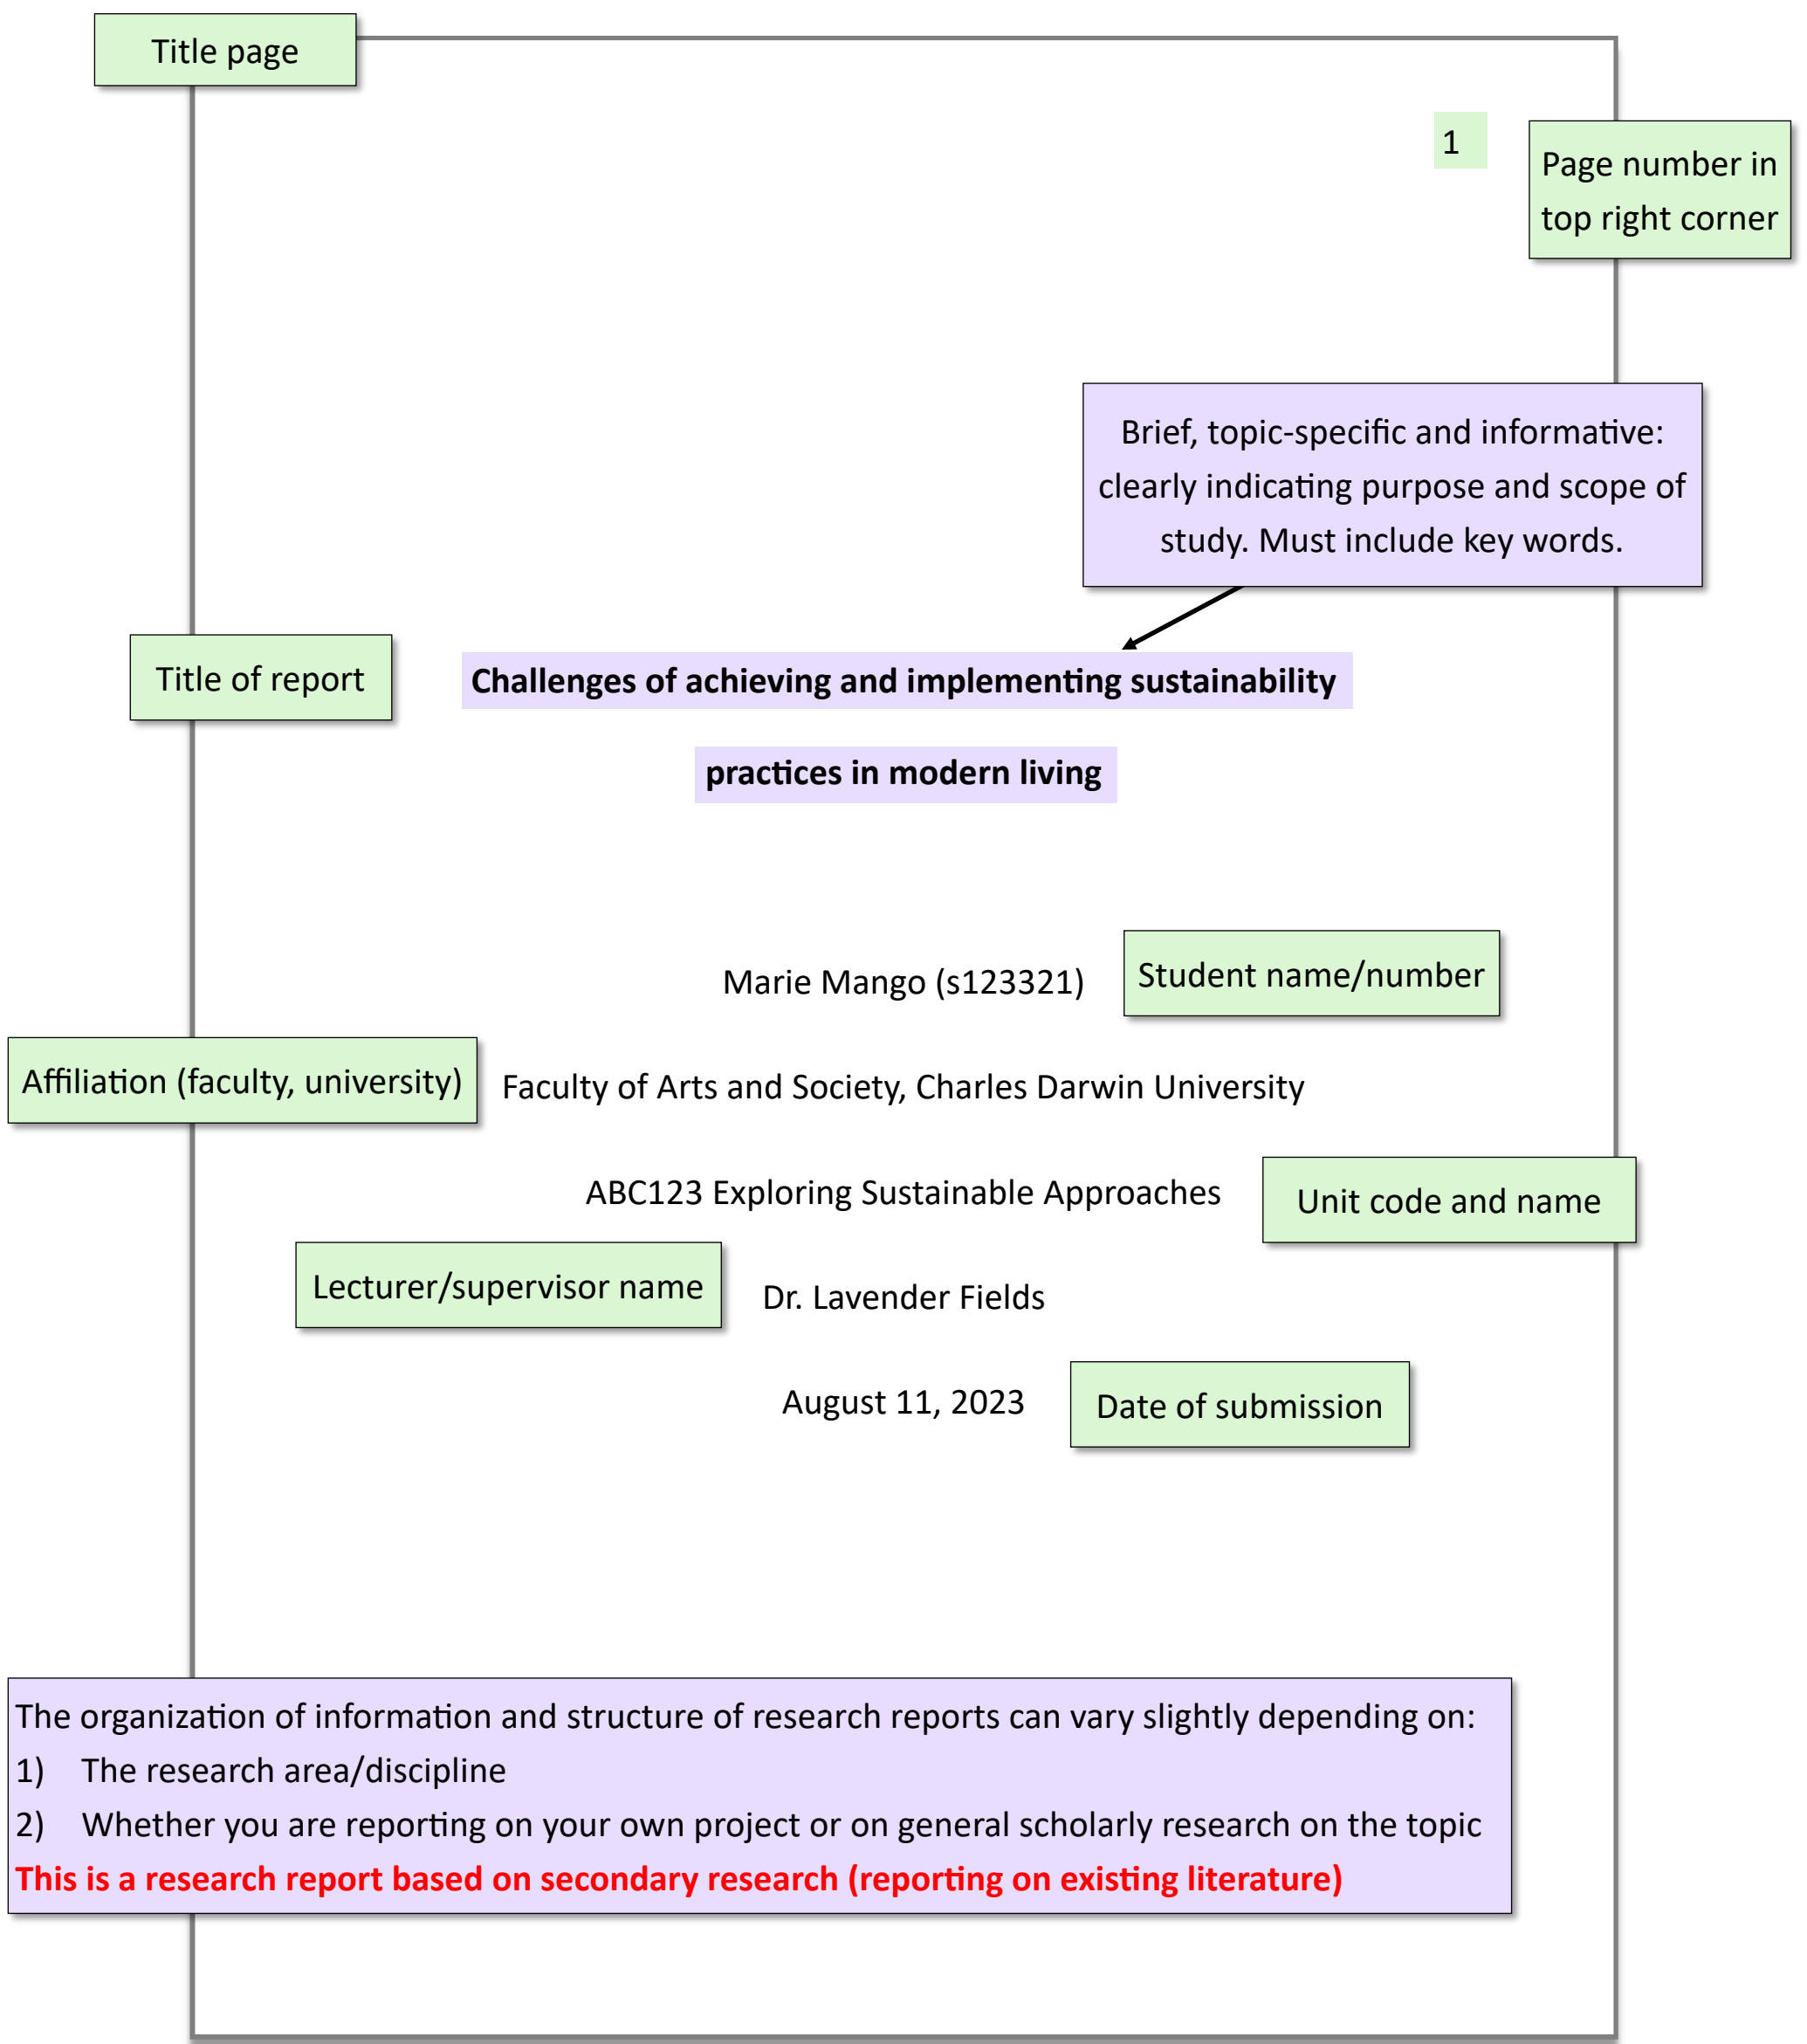 Title page
1
Page number in
top right corner
Brief, topic-specific and informative:
clearly indicating purpose and scope of
study. Must include key words.
Title of report
Challenges of achieving and implementing sustainability
practices in modern living
Marie Mango (s123321)
Student name/number
Affiliation (faculty, university)
Faculty of Arts and Society, Charles Darwin University
ABC123 Exploring Sustainable Approaches
Unit code and name
Lecturer/supervisor name
Dr. Lavender Fields
August 11, 2023
Date of submission
The organization of information and structure of research reports can vary slightly depending on:
1) The research area/discipline
2) Whether you are reporting on your own project or on general scholarly research on the topic
This is a research report based on secondary research (reporting on existing literature)